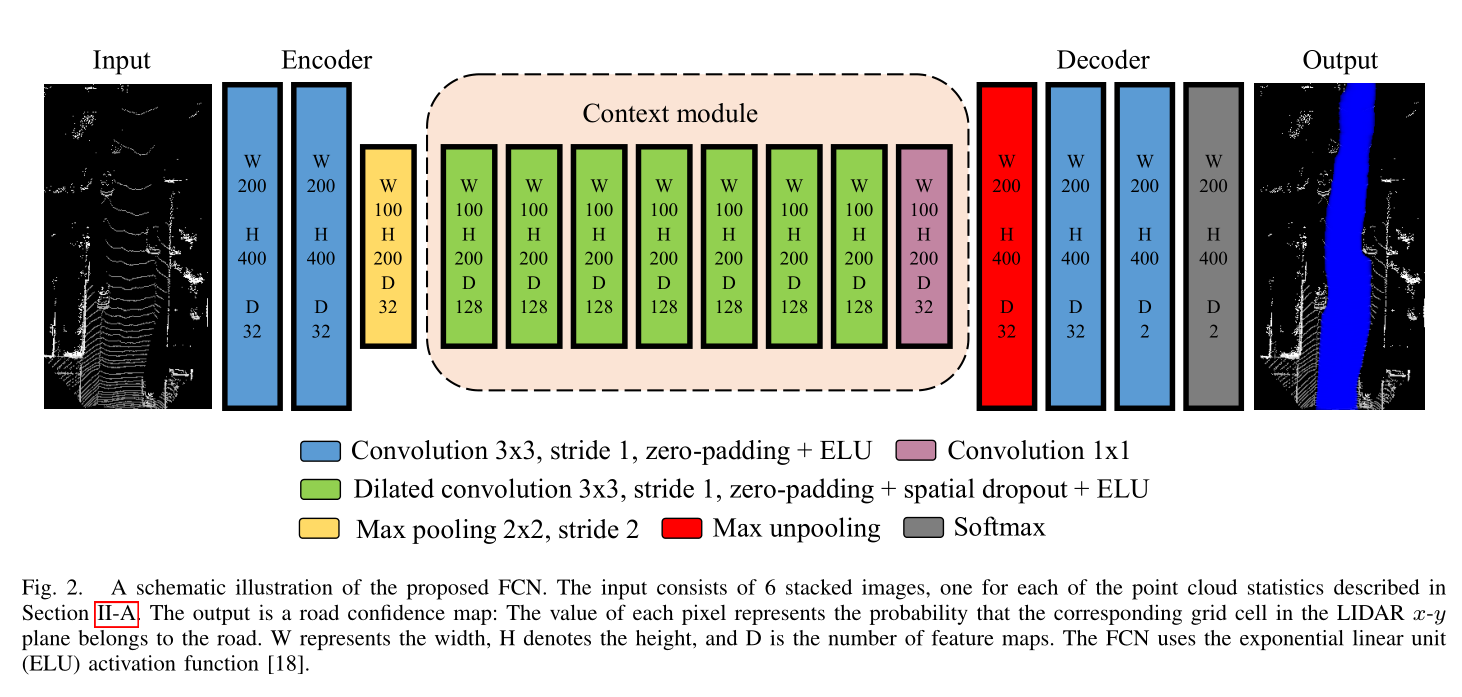 Input
Encoder
Decoder
Output
Context module
W
200
H
400
D
32
W
200
H
400
D
32
W
100
H
200
D
32
W
100
H
200
D
128
W
100
H
200
D
128
W
100
H
200
D
128
W
100
H
200
D
128
W
100
H
200
D
128
W
100
H
200
D
128
W
100
H
200
D
128
W
100
H
200
D
32
W
200
H
400
D
32
W
200
H
400
D
32
W
200
H
400
D
2
W
200
H
400
D
2
Convolution 3x3, stride 1, zero-padding + ELU
Convolution 1x1
Dilated convolution 3x3, stride 1, zero-padding + spatial dropout + ELU
Max pooling 2x2, stride 2
Max unpooling
Softmax
Fig. 2. A schematic illustration of the proposed FCN. The input consists of 6 stacked images, one for each of the point cloud statistics described in
Section II-A. The output is a road confidence map: The value of each pixel represents the probability that the corresponding grid cell in the LIDAR x-y
plane belongs to the road. W represents the width, H denotes the height, and D is the number of feature maps. The FCN uses the exponential linear unit
(ELU) activation function [18].